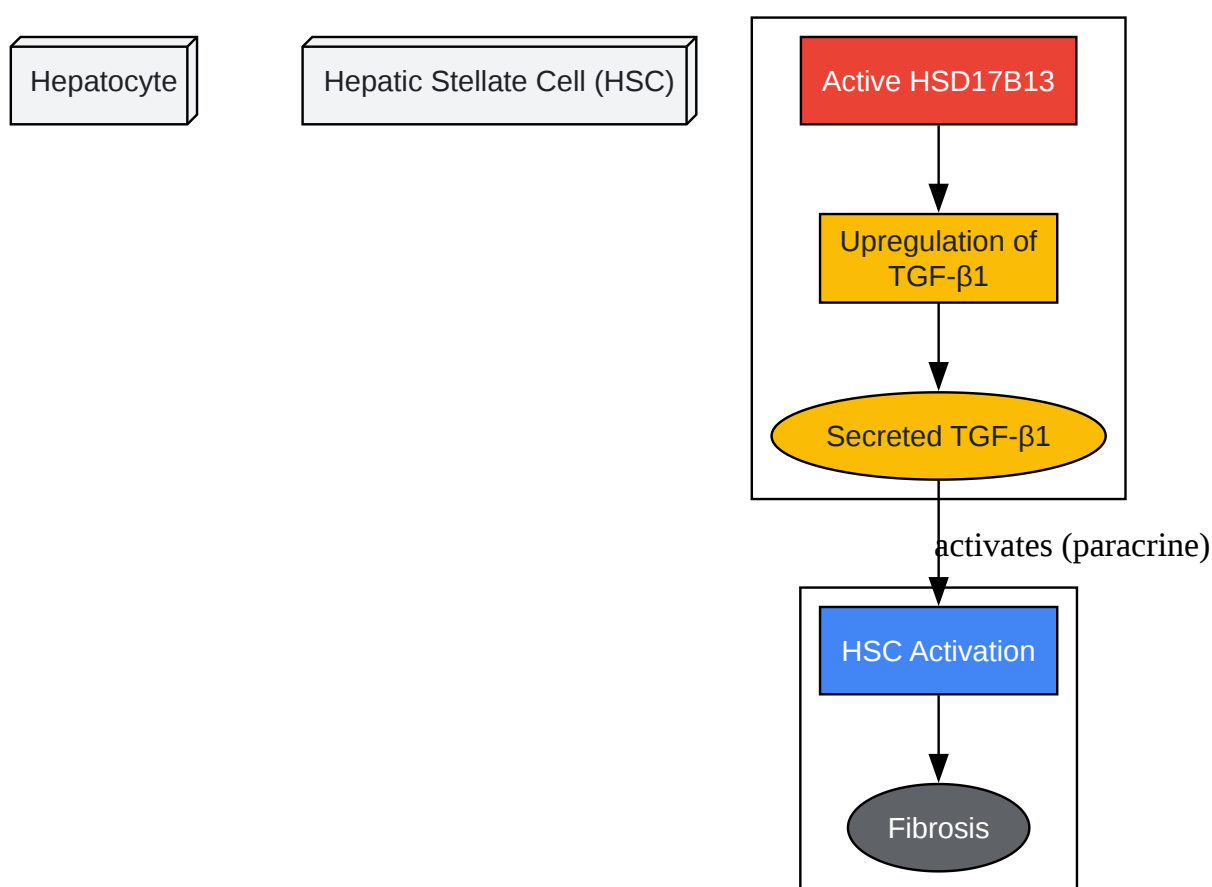 Hepatocyte
Hepatic Stellate Cell (HSC)
Active HSD17B13
Upregulation of
TGF-β1
Secreted TGF-β1
activates (paracrine)
HSC Activation
Fibrosis